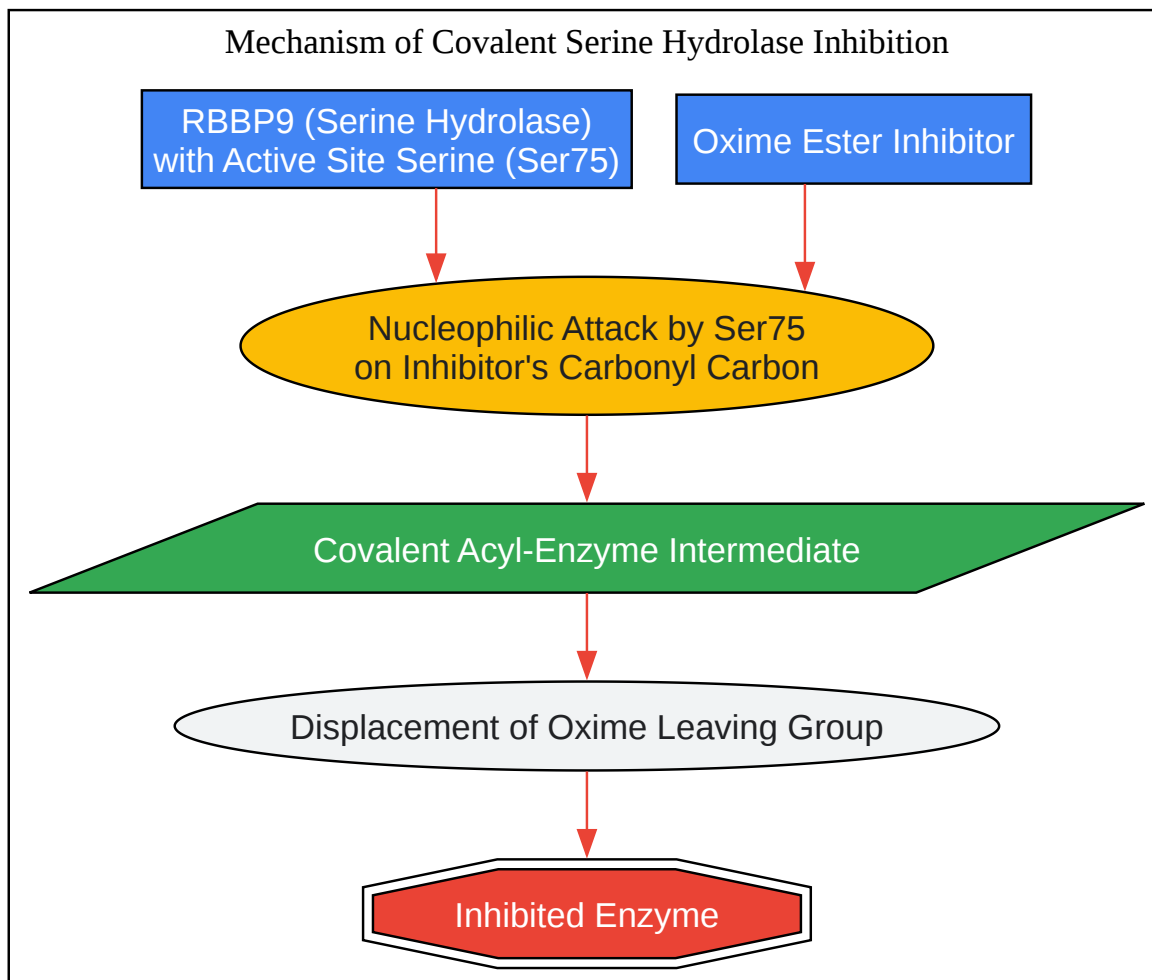 Mechanism of Covalent Serine Hydrolase Inhibition
RBBP9 (Serine Hydrolase)
with Active Site Serine (Ser75)
Oxime Ester Inhibitor
Nucleophilic Attack by Ser75
on Inhibitor's Carbonyl Carbon
Covalent Acyl-Enzyme Intermediate
Displacement of Oxime Leaving Group
Inhibited Enzyme